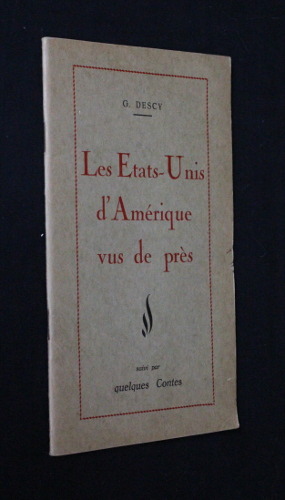 G. DESCY
Les Etats-Unis
d'Amérique
vus de près
suivi par
quelques Contes